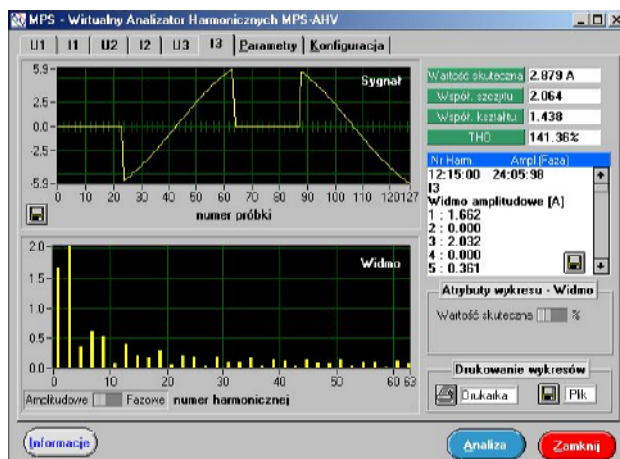 MPS - Wirtualny Analizator Harmonicznych MPS-AHV
U1 I1 U2 I2 U3 I3 Parametry Konfiguracja
Sygnał
5.9
2.5
0.0
-2.5
-5.9
0 10 20 30 40 50 60 70 80 90 100 110 120127
numer próbki
Wartość skuteczna 2.879 A
Współ. szczytu 2.064
Współ. kształtu 1.438
THD 141.36%
Nr Harm. Ampl.(Faza)
12:15:00 24:05:98
I3
Widmo amplitudowe [A]
1 : 1.662
2 : 0.000
3 : 2.032
4 : 0.000
5 : 0.361
Widmo
2.0
1.5
1.0
0.5
0.0
0 10 20 30 40 50 60 63
Amplitudowe Fazowe numer harmonicznej
Atrybuty wykresu - Widmo
Wartość skuteczna %
Drukowanie wykresów
Drukarka Plik
Informacje Analiza Zamknij